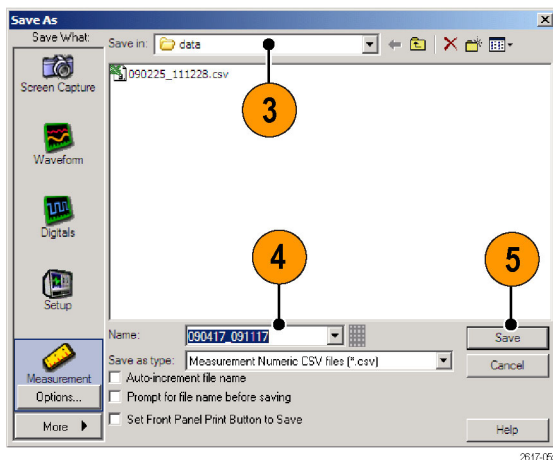 Save As
Save What:
Save in: data
Screen Capture
090225_111228.csv
3
Waveform
Digitals
4
5
Setup
Name: 090417_091117
Save
Save as type: Measurement Numeric CSV files (*.csv)
Cancel
Measurement
Auto-increment file name
Options...
Prompt for file name before saving
Set Front Panel Print Button to Save
More
Help